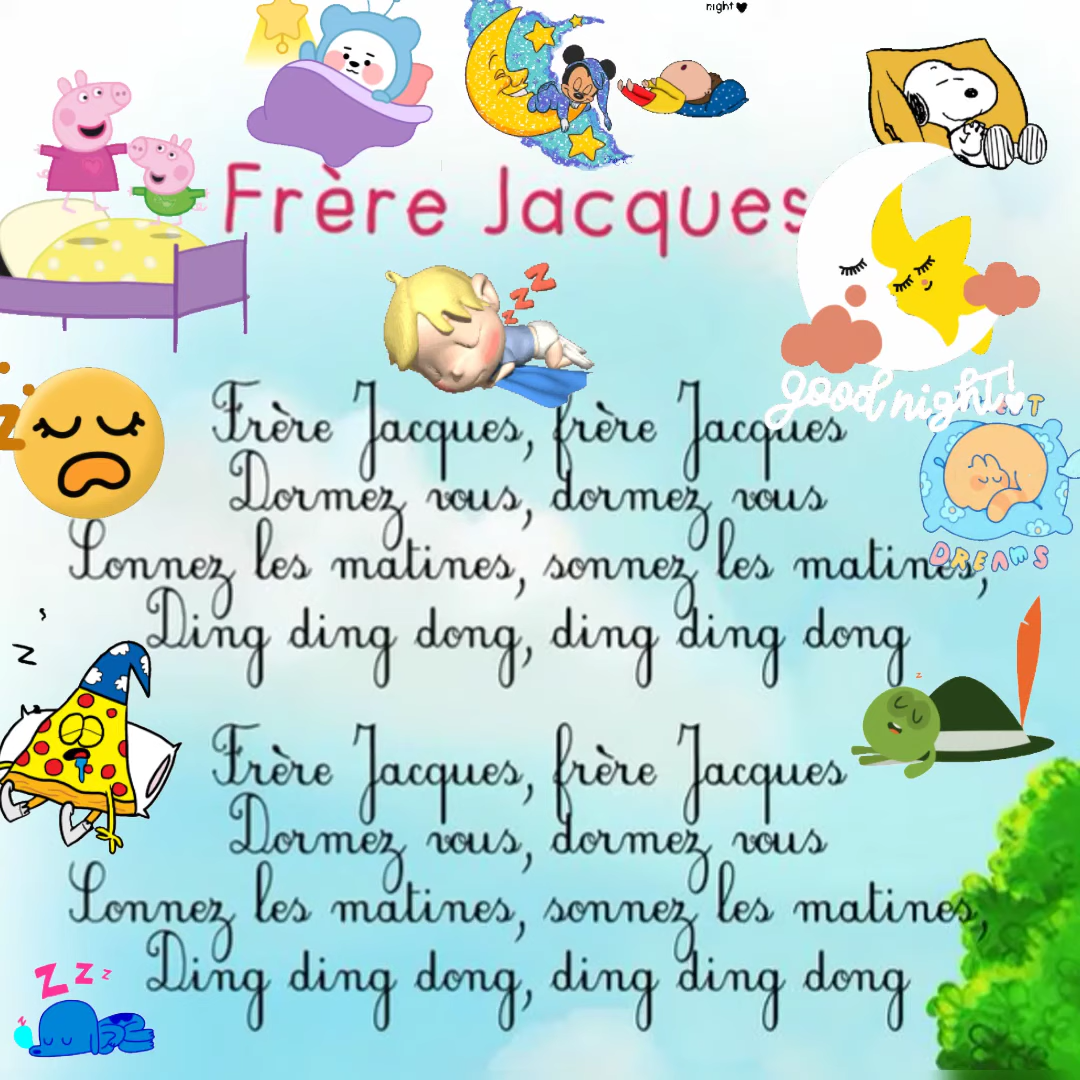 night ♥
Frère Jacques
zzz
good night!
Frère Jacques, frère Jacques
Dormez vous, dormez vous
DREAMS
Sonnez les matines, sonnez les matines,
Ding ding dong, ding ding dong
z
Frère Jacques, frère Jacques
Dormez vous, dormez vous
Sonnez les matines, sonnez les matines,
Ding ding dong, ding ding dong
Z Z Z